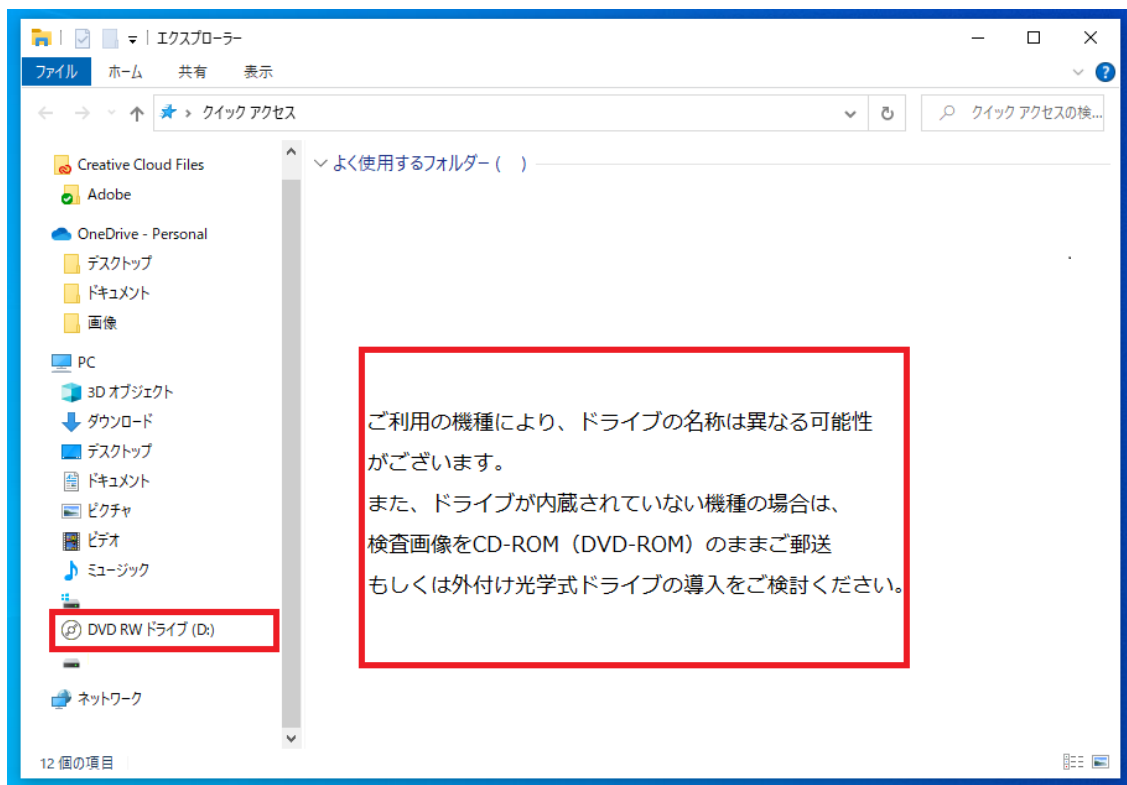 エクスプローラー
ファイル ホーム 共有 表示
クイック アクセス
クイック アクセスの検...
Creative Cloud Files
Adobe
OneDrive - Personal
デスクトップ
ドキュメント
画像
PC
3D オブジェクト
ダウンロード
デスクトップ
ドキュメント
ピクチャ
ビデオ
ミュージック
DVD RW ドライブ (D:)
ネットワーク
よく使用するフォルダー ( )
ご利用の機種により、ドライブの名称は異なる可能性
がございます。
また、ドライブが内蔵されていない機種の場合は、
検査画像をCD-ROM（DVD-ROM）のままご郵送
もしくは外付け光学式ドライブの導入をご検討ください。
12 個の項目